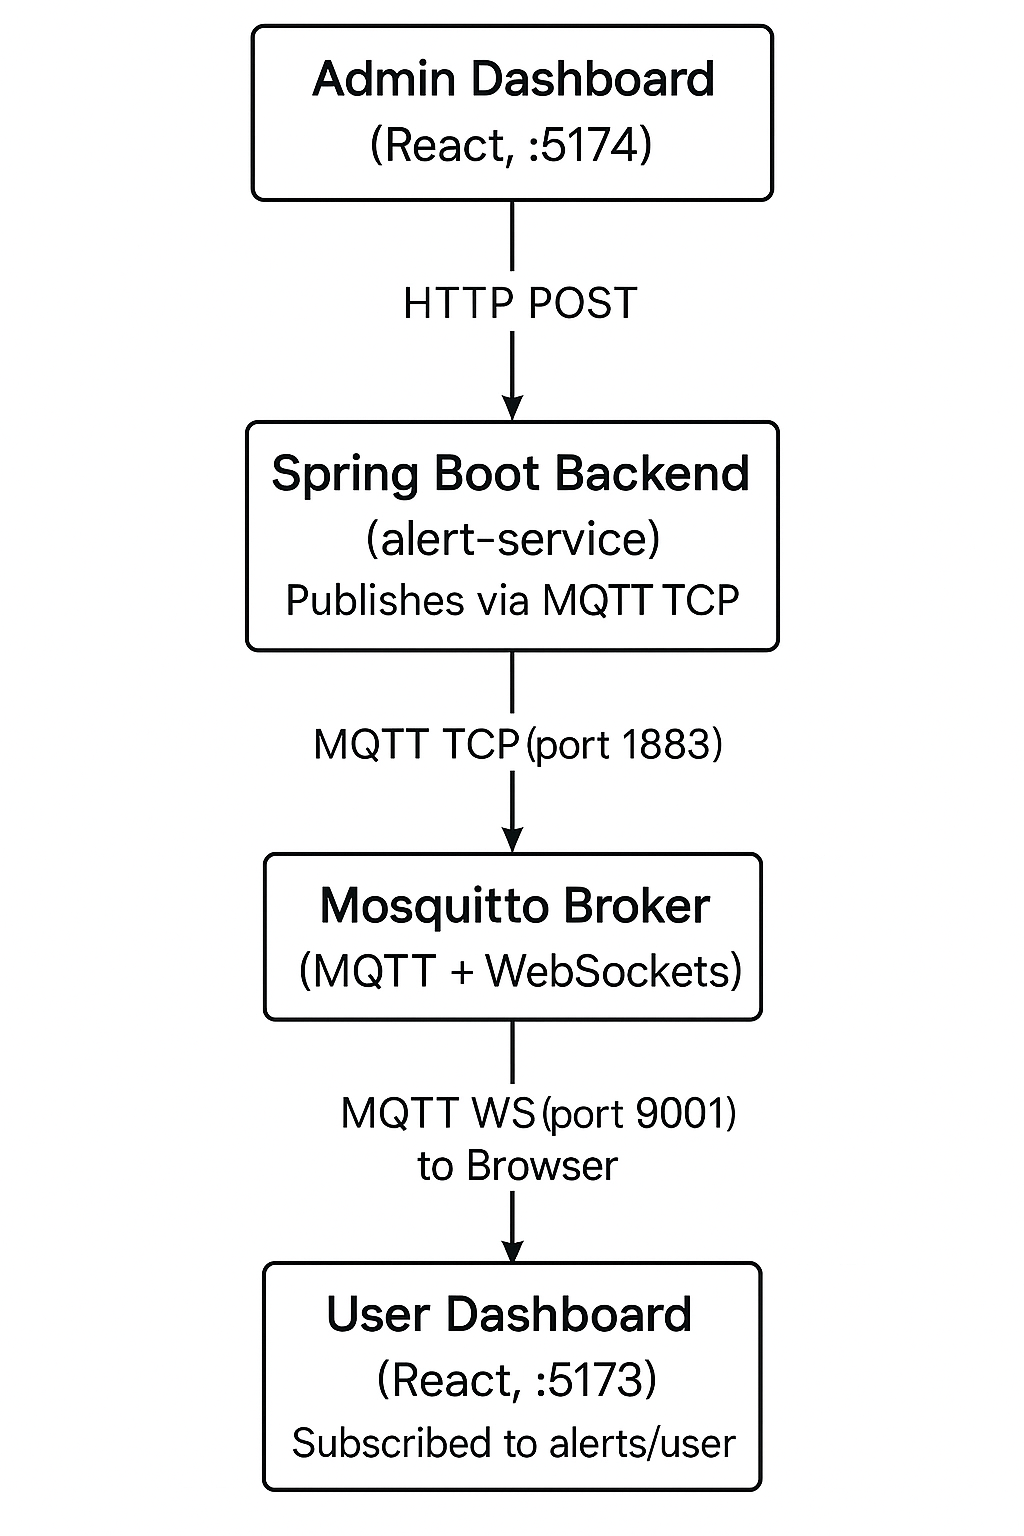 Admin Dashboard
(React, :5174)
HTTP POST
Spring Boot Backend
(alert-service)
Publishes via MQTT TCP
MQTT TCP (port 1883)
Mosquitto Broker
(MQTT + WebSockets)
MQTT WS (port 9001)
to Browser
User Dashboard
(React, :5173)
Subscribed to alerts/user